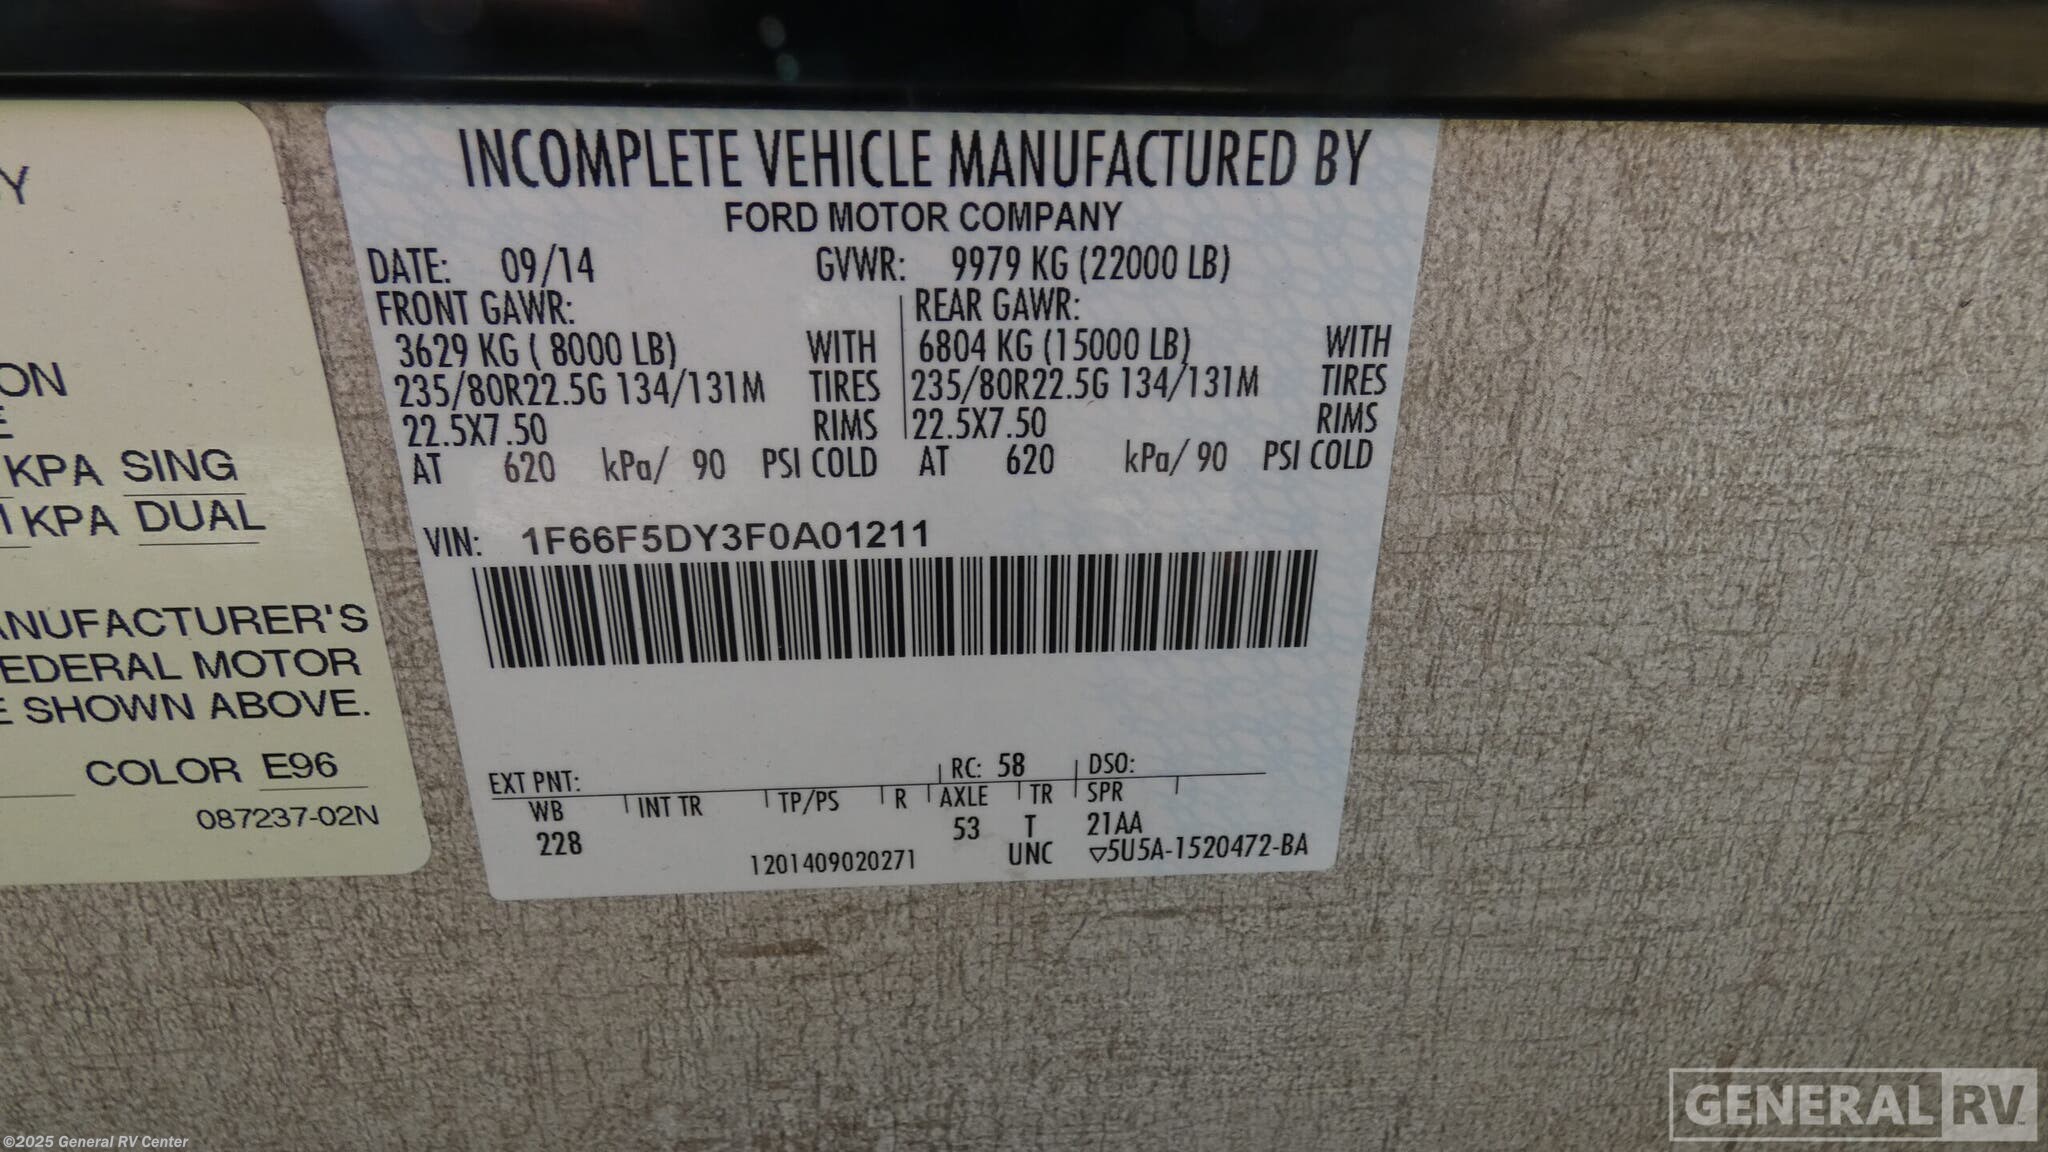 Y
ON
E
KPA SING
KPA DUAL
ANUFACTURER'S
EDERAL MOTOR
E SHOWN ABOVE.
COLOR E96
087237-02N
INCOMPLETE VEHICLE MANUFACTURED BY
FORD MOTOR COMPANY
DATE: 09/14 GVWR: 9979 KG (22000 LB)
FRONT GAWR: REAR GAWR:
3629 KG ( 8000 LB) WITH 6804 KG (15000 LB) WITH
235/80R22.5G 134/131M TIRES 235/80R22.5G 134/131M TIRES
22.5X7.50 RIMS 22.5X7.50 RIMS
AT 620 kPa/ 90 PSI COLD AT 620 kPa/ 90 PSI COLD
VIN: 1F66F5DY3F0A01211
EXT PNT: RC: 58 DSO:
WB INT TR TP/PS R AXLE TR SPR
228 53 T 21AA
1201409020271 UNC ▽5U5A-1520472-BA
GENERAL RV
©2025 General RV Center